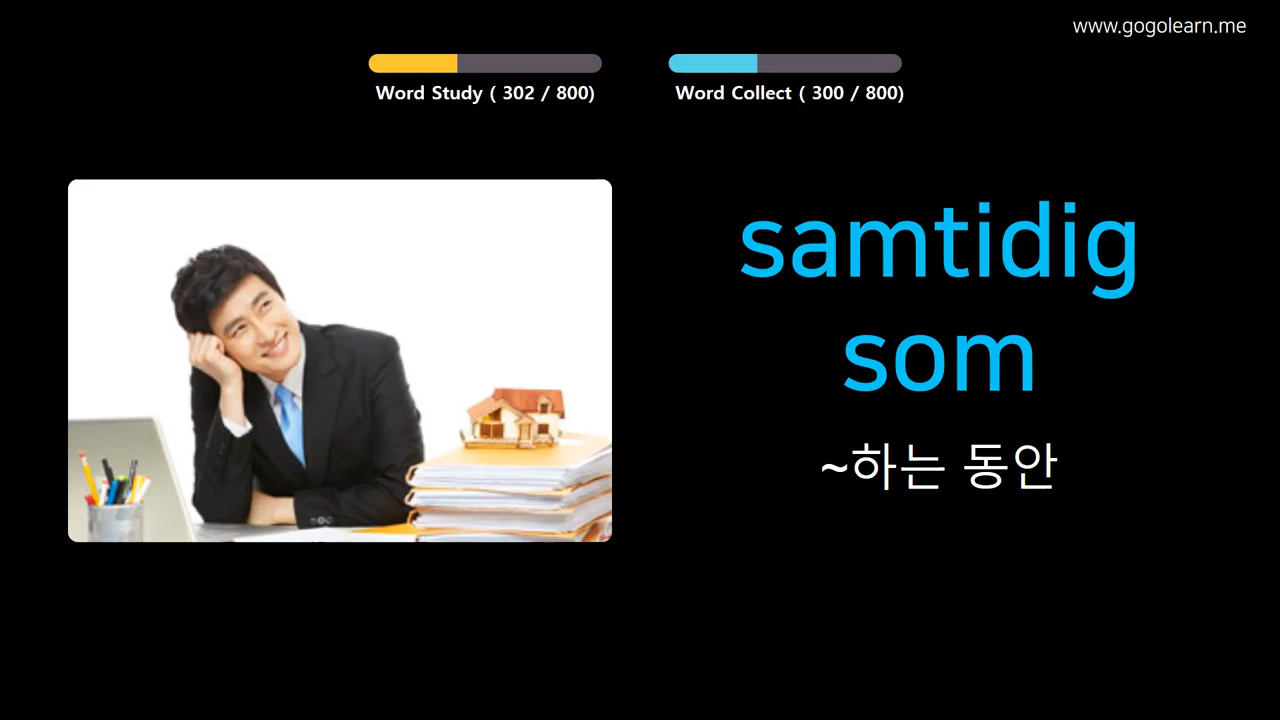 www.gogolearn.me
Word Study ( 302 / 800)
Word Collect ( 300 / 800)
samtidig
som
~하는 동안